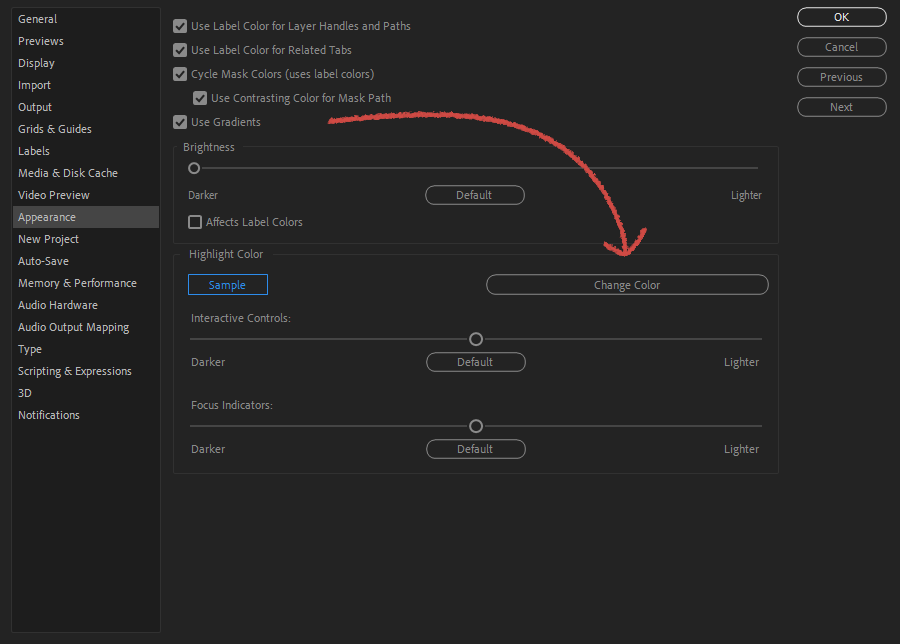 General
Previews
Display
Import
Output
Grids & Guides
Labels
Media & Disk Cache
Video Preview
Appearance
New Project
Auto-Save
Memory & Performance
Audio Hardware
Audio Output Mapping
Type
Scripting & Expressions
3D
Notifications
Use Label Color for Layer Handles and Paths
Use Label Color for Related Tabs
Cycle Mask Colors (uses label colors)
Use Contrasting Color for Mask Path
Use Gradients
Brightness
Darker Default Lighter
Affects Label Colors
Highlight Color
Sample Change Color
Interactive Controls:
Darker Default Lighter
Focus Indicators:
Darker Default Lighter
OK
Cancel
Previous
Next